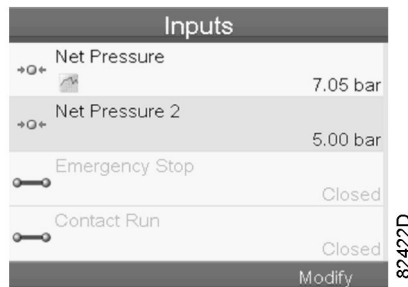 Inputs
Net Pressure
7.05 bar
Net Pressure 2
5.00 bar
Emergency Stop
Closed
Contact Run
Closed
Modify
82422D